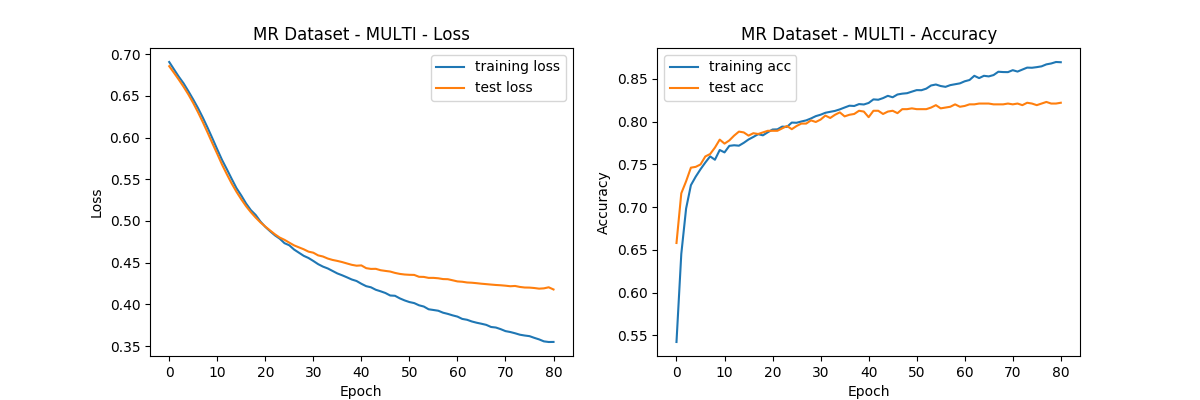 MR Dataset - MULTI - Loss
0.70
0.65
0.60
0.55
0.50
0.45
0.40
0.35
Loss
training loss
test loss
0 10 20 30 40 50 60 70 80
Epoch
MR Dataset - MULTI - Accuracy
0.85
0.80
0.75
0.70
0.65
0.60
0.55
Accuracy
training acc
test acc
0 10 20 30 40 50 60 70 80
Epoch